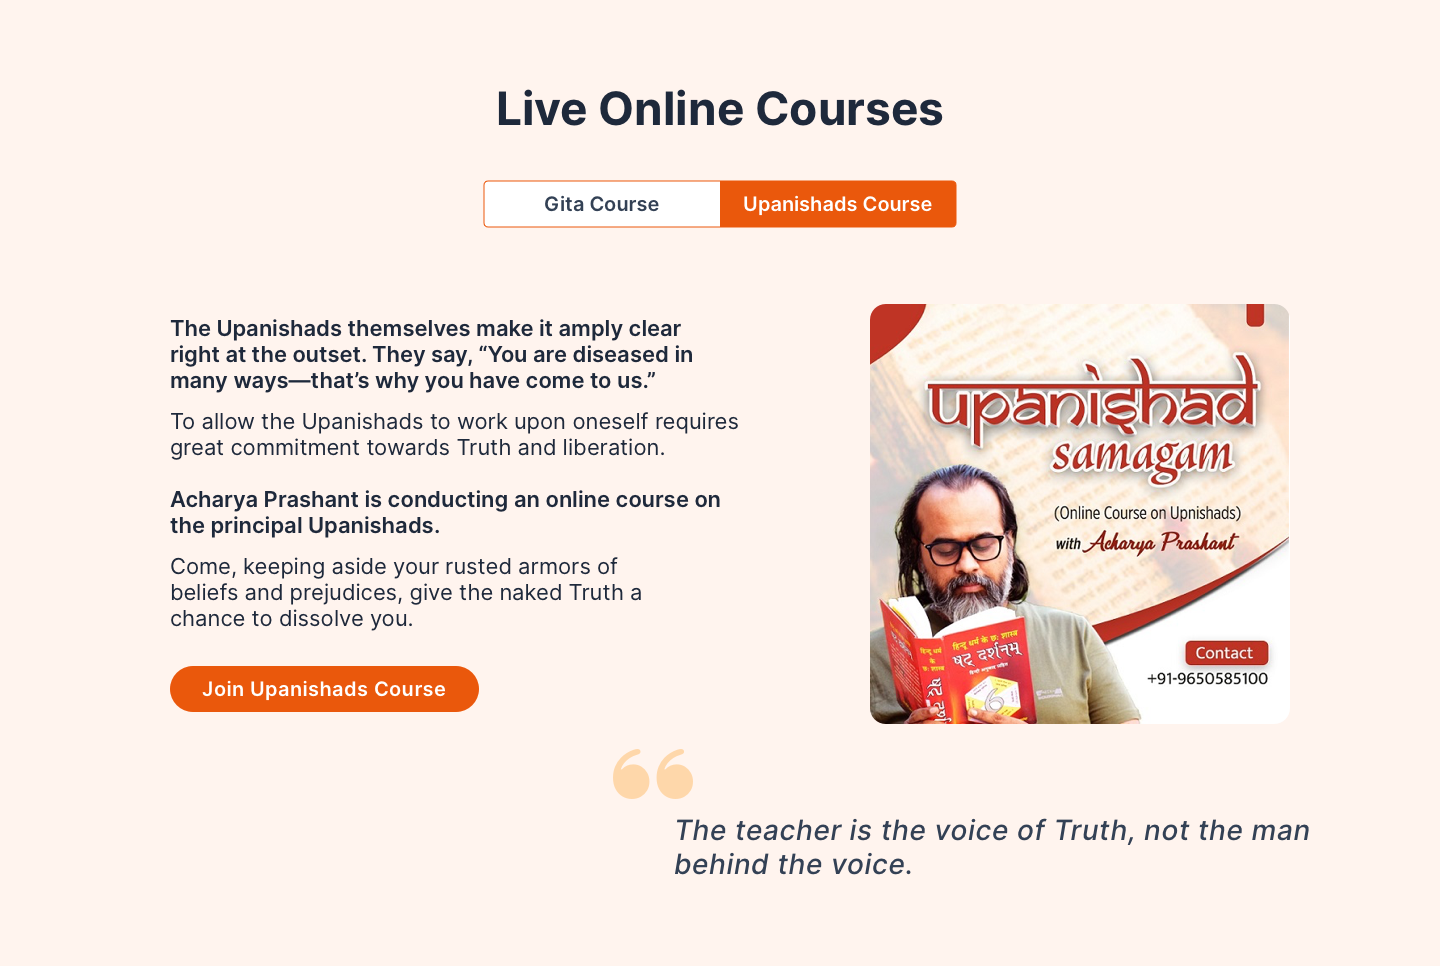 Live Online Courses
Gita Course
Upanishads Course
The Upanishads themselves make it amply clear
right at the outset. They say, “You are diseased in
many ways—that’s why you have come to us.”
To allow the Upanishads to work upon oneself requires
great commitment towards Truth and liberation.
Acharya Prashant is conducting an online course on
the principal Upanishads.
Come, keeping aside your rusted armors of
beliefs and prejudices, give the naked Truth a
chance to dissolve you.
Join Upanishads Course
upanishad
samagam
(Online Course on Upnishads)
with Acharya Prashant
हिन्दू धर्म के छः शास्त्र
षट् दर्शनम्
हिन्दू धर्म
के
छः शास्त्र
षट्
Contact
+91-9650585100
The teacher is the voice of Truth, not the man
behind the voice.